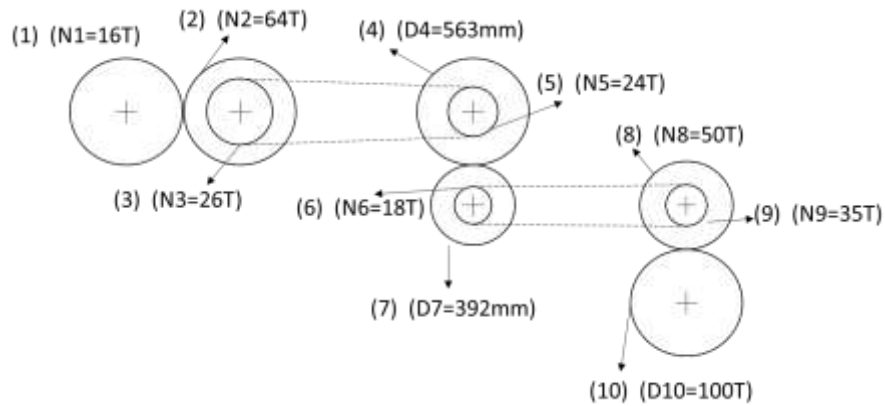 (1) (N1=16T)
(2) (N2=64T)
(3) (N3=26T)
(4) (D4=563mm)
(5) (N5=24T)
(6) (N6=18T)
(7) (D7=392mm)
(8) (N8=50T)
(9) (N9=35T)
(10) (D10=100T)